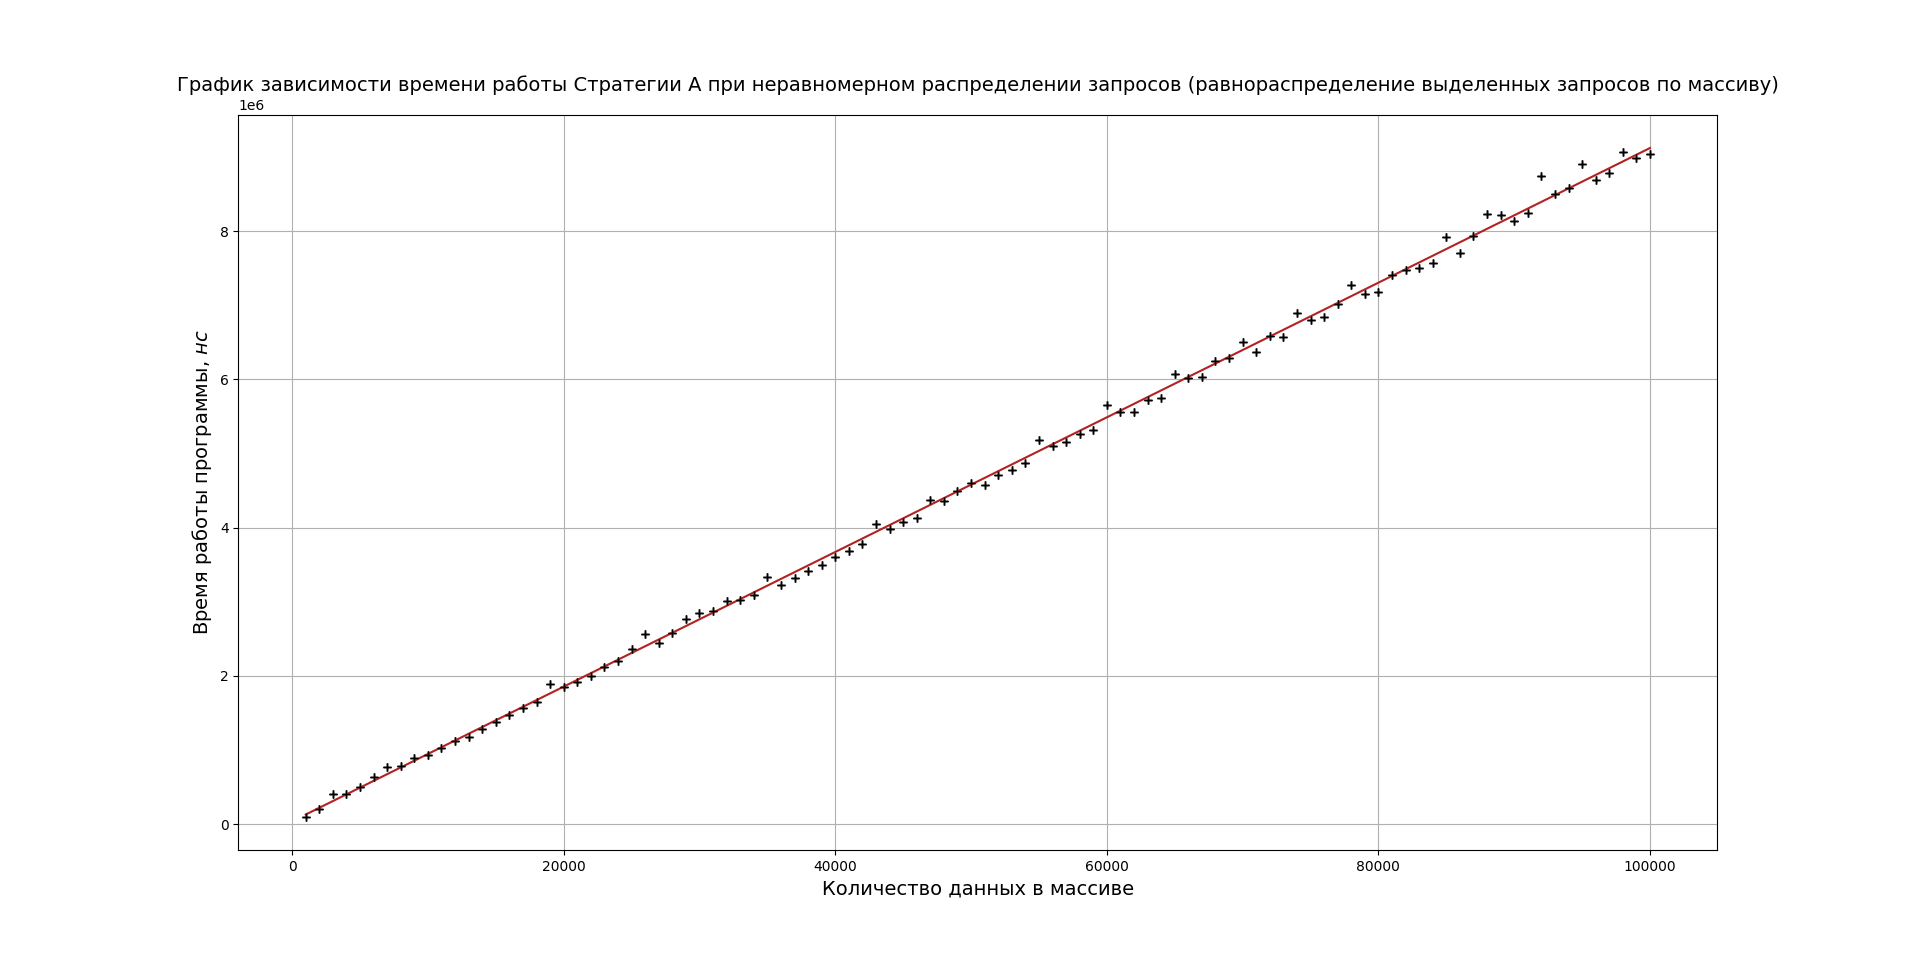 График зависимости времени работы Стратегии А при неравномерном распределении запросов (равнораспределение выделенных запросов по массиву)
1e6
8
6
4
2
0
Время работы программы, нс
0 20000 40000 60000 80000 100000
Количество данных в массиве